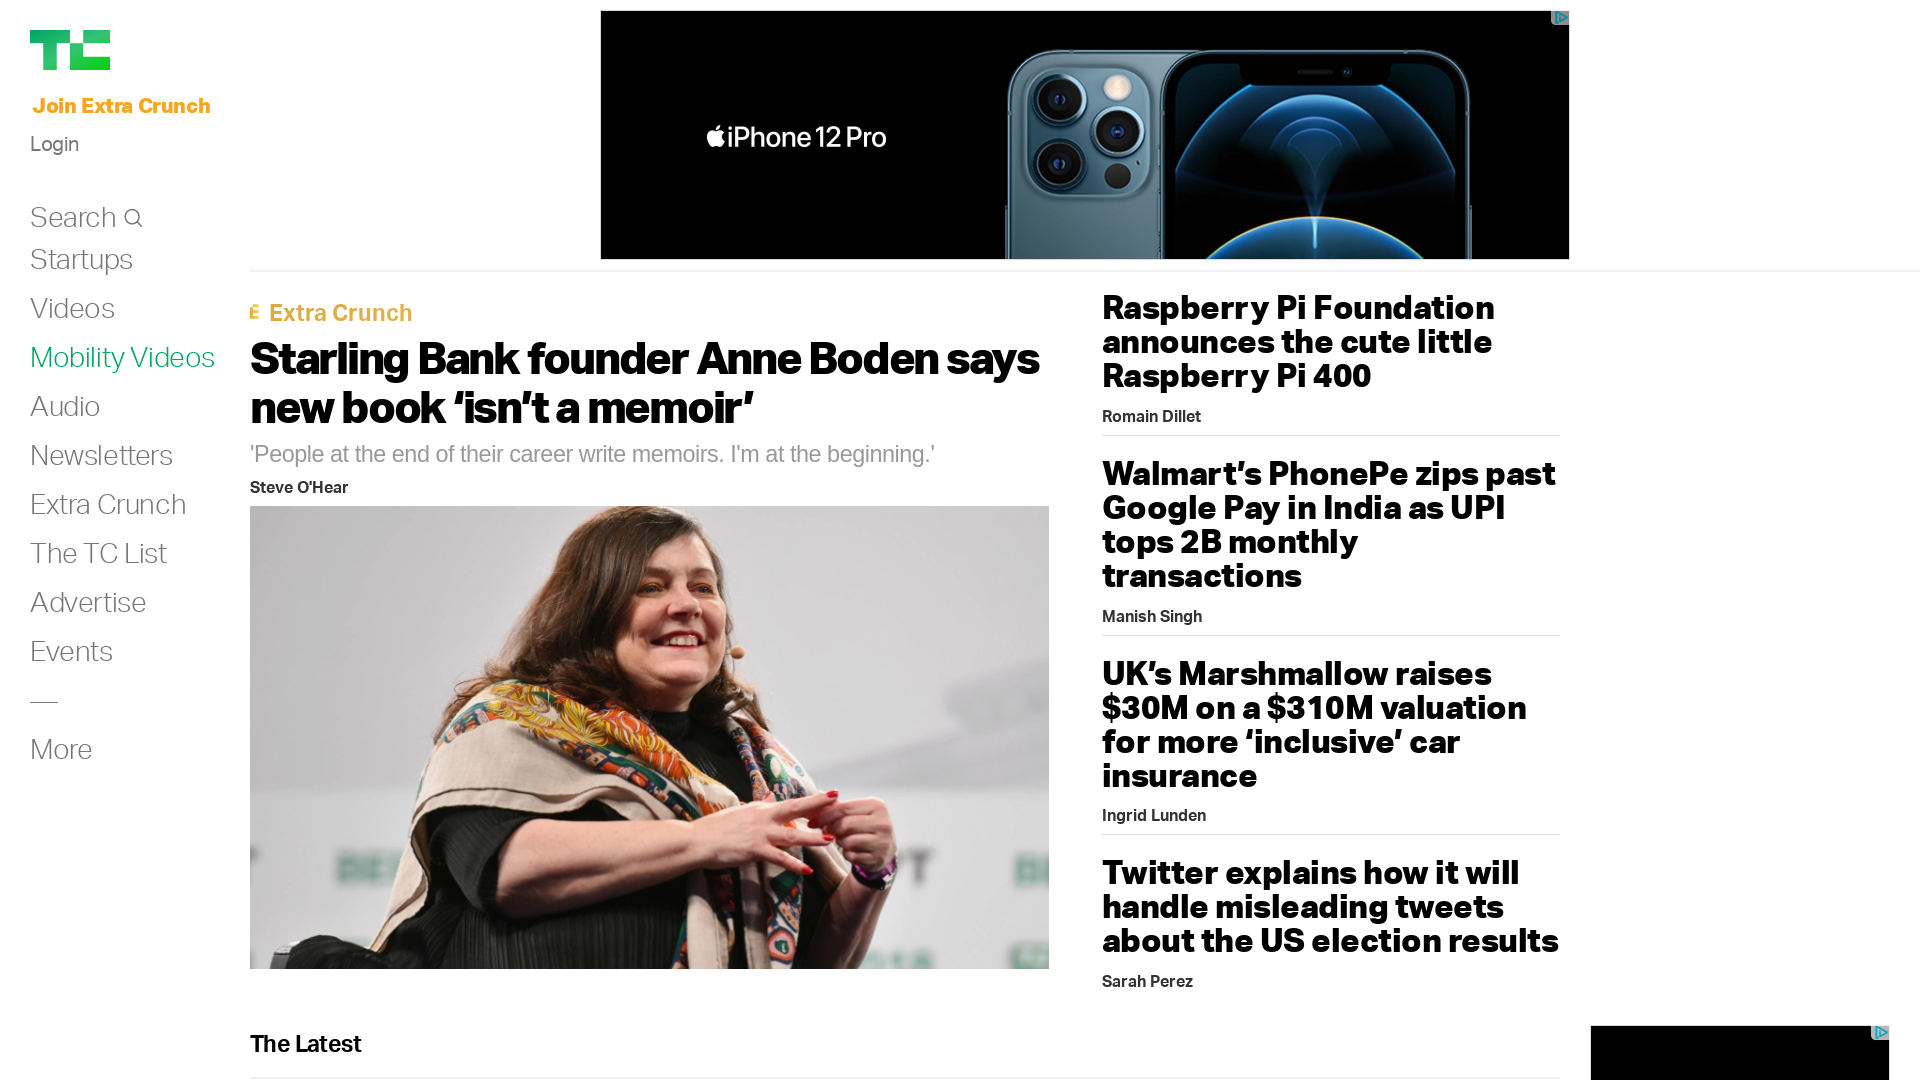 TC
Join Extra Crunch
Login
Search
Startups
Videos
Mobility Videos
Audio
Newsletters
Extra Crunch
The TC List
Advertise
Events
More
iPhone 12 Pro
Extra Crunch
Starling Bank founder Anne Boden says
new book ‘isn’t a memoir’
'People at the end of their career write memoirs. I'm at the beginning.'
Steve O'Hear
Raspberry Pi Foundation
announces the cute little
Raspberry Pi 400
Romain Dillet
Walmart’s PhonePe zips past
Google Pay in India as UPI
tops 2B monthly
transactions
Manish Singh
UK’s Marshmallow raises
$30M on a $310M valuation
for more ‘inclusive’ car
insurance
Ingrid Lunden
Twitter explains how it will
handle misleading tweets
about the US election results
Sarah Perez
The Latest